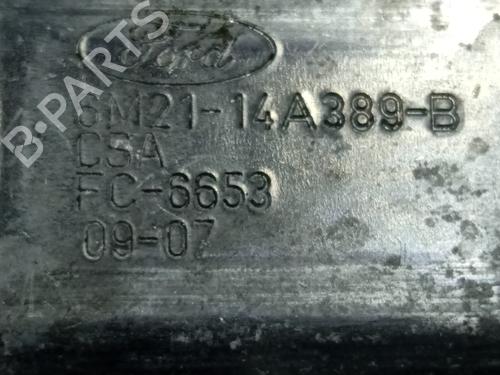 Ford
6M21-14A389-B
CSA
FC-6653
09-07
B-PARTS